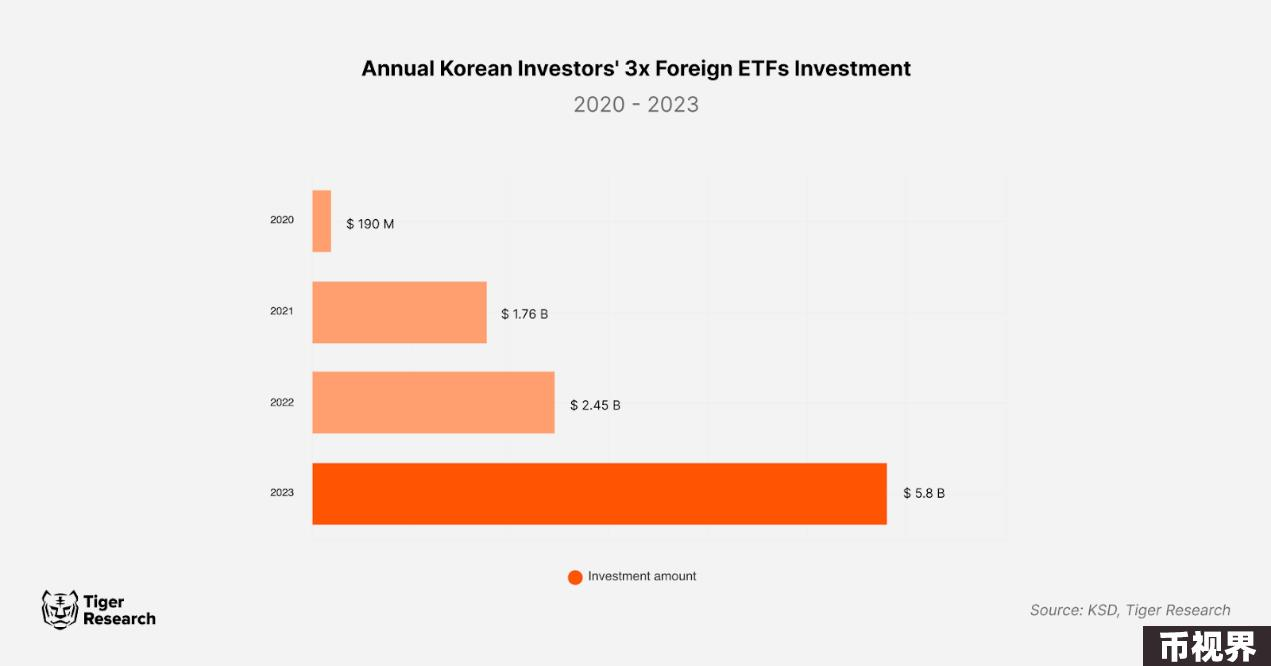 Annual Korean Investors' 3x Foreign ETFs Investment
2020 - 2023
2020
$ 190 M
2021
$ 1.76 B
2022
$ 2.45 B
2023
$ 5.8 B
Investment amount
Tiger
Research
Source: KSD, Tiger Research
币视界